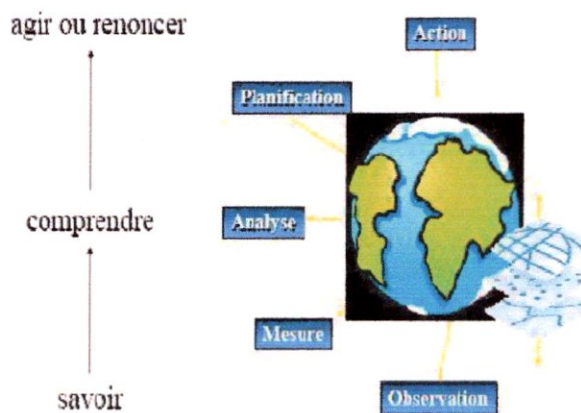 agir ou renoncer
Action
Planification
comprendre
Analyse
Mesure
savoir
Observation